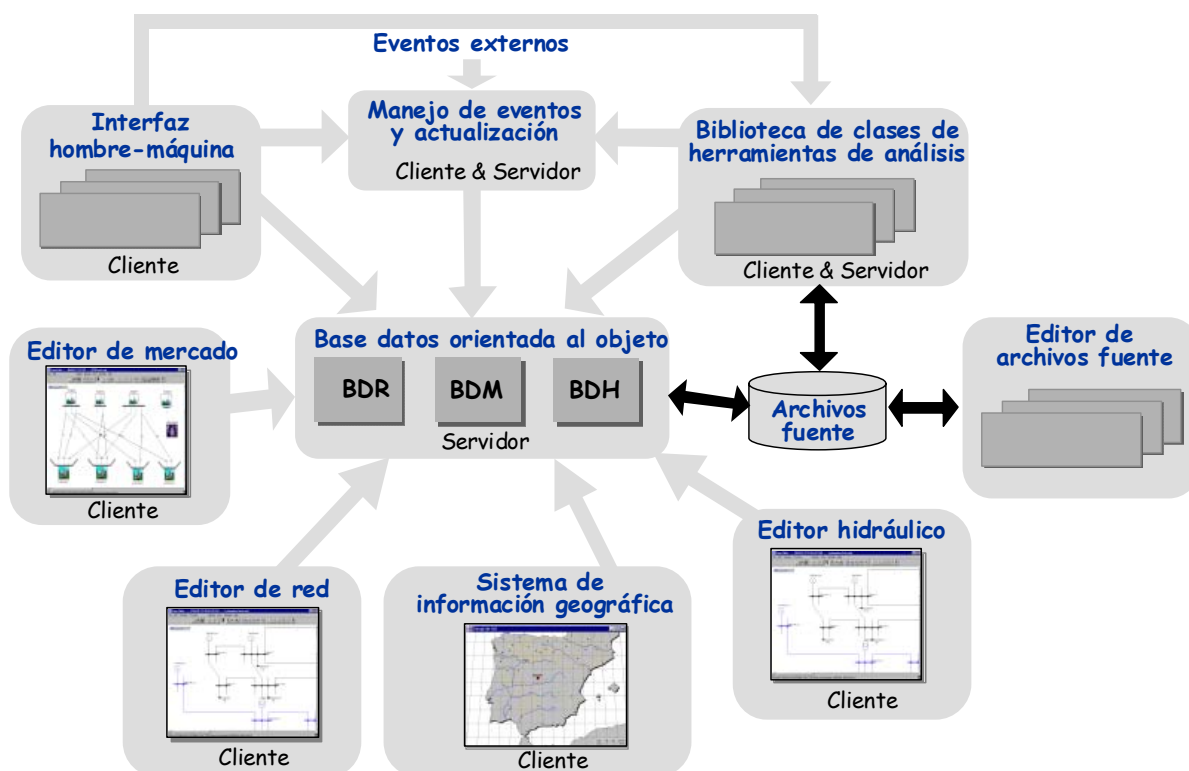 Eventos externos
Interfaz
hombre-máquina
Cliente
Manejo de eventos
y actualización
Cliente & Servidor
Biblioteca de clases de
herramientas de análisis
Cliente & Servidor
Base datos orientada al objeto
BDR
BDM
BDH
Servidor
Editor de mercado
Cliente
Archivos
fuente
Editor de
archivos fuente
Editor de red
Cliente
Sistema de
información geográfica
Cliente
Editor hidráulico
Cliente